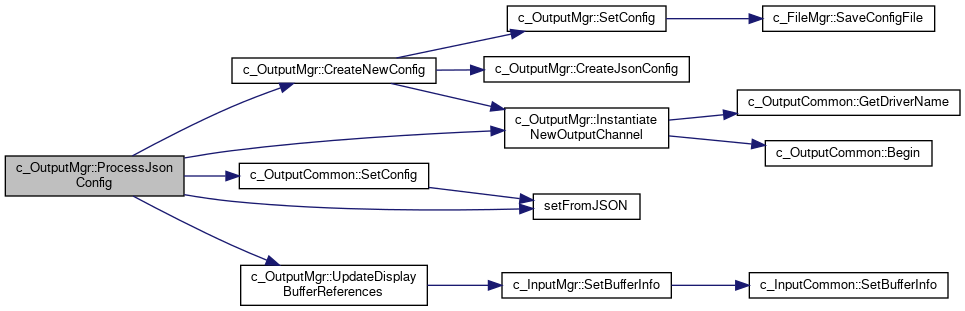 c_OutputMgr::ProcessJson
Config
c_OutputMgr::CreateNewConfig
c_OutputMgr::SetConfig
c_FileMgr::SaveConfigFile
c_OutputMgr::CreateJsonConfig
c_OutputMgr::Instantiate
NewOutputChannel
c_OutputCommon::GetDriverName
c_OutputCommon::Begin
c_OutputCommon::SetConfig
setFromJSON
c_OutputMgr::UpdateDisplay
BufferReferences
c_InputMgr::SetBufferInfo
c_InputCommon::SetBufferInfo